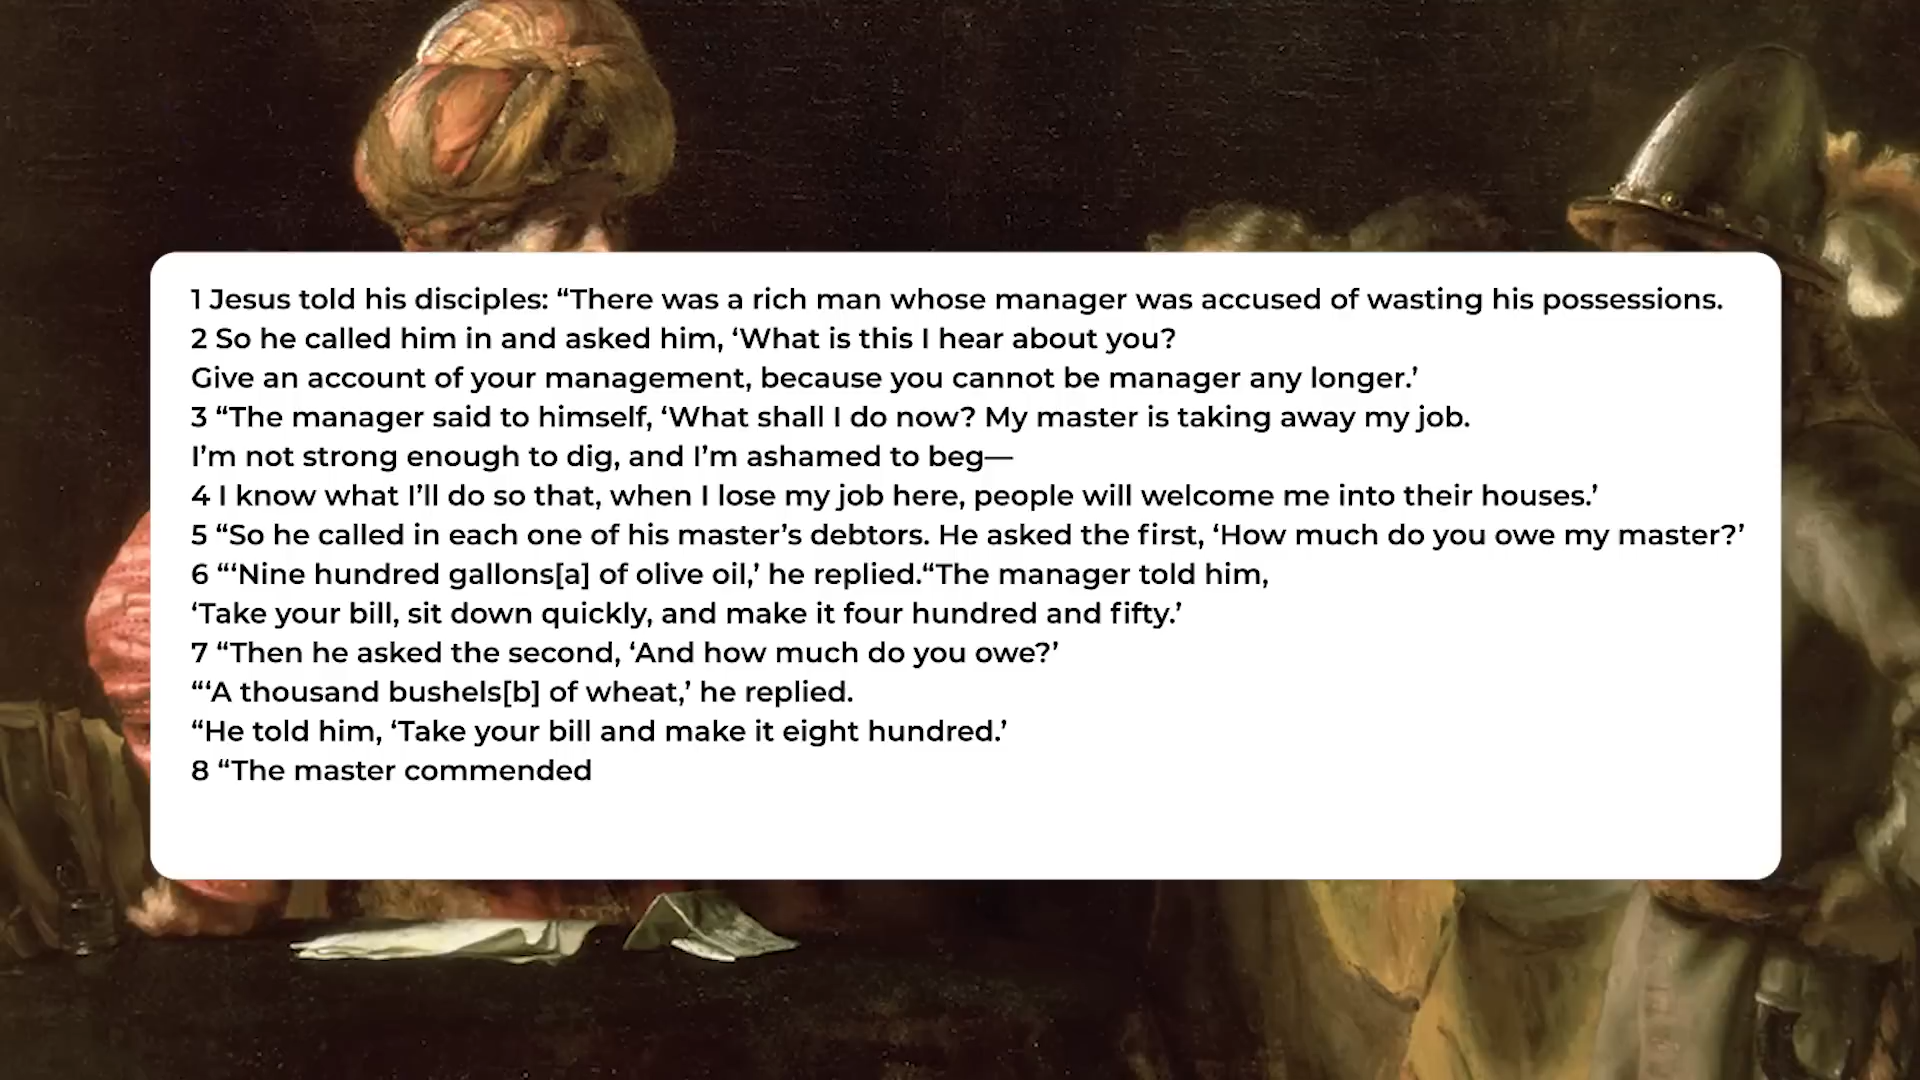 1 Jesus told his disciples: “There was a rich man whose manager was accused of wasting his possessions.
2 So he called him in and asked him, ‘What is this I hear about you?
Give an account of your management, because you cannot be manager any longer.’
3 “The manager said to himself, ‘What shall I do now? My master is taking away my job.
I’m not strong enough to dig, and I’m ashamed to beg—
4 I know what I’ll do so that, when I lose my job here, people will welcome me into their houses.’
5 “So he called in each one of his master’s debtors. He asked the first, ‘How much do you owe my master?’
6 “‘Nine hundred gallons[a] of olive oil,’ he replied.“The manager told him,
‘Take your bill, sit down quickly, and make it four hundred and fifty.’
7 “Then he asked the second, ‘And how much do you owe?’
“‘A thousand bushels[b] of wheat,’ he replied.
“He told him, ‘Take your bill and make it eight hundred.’
8 “The master commended